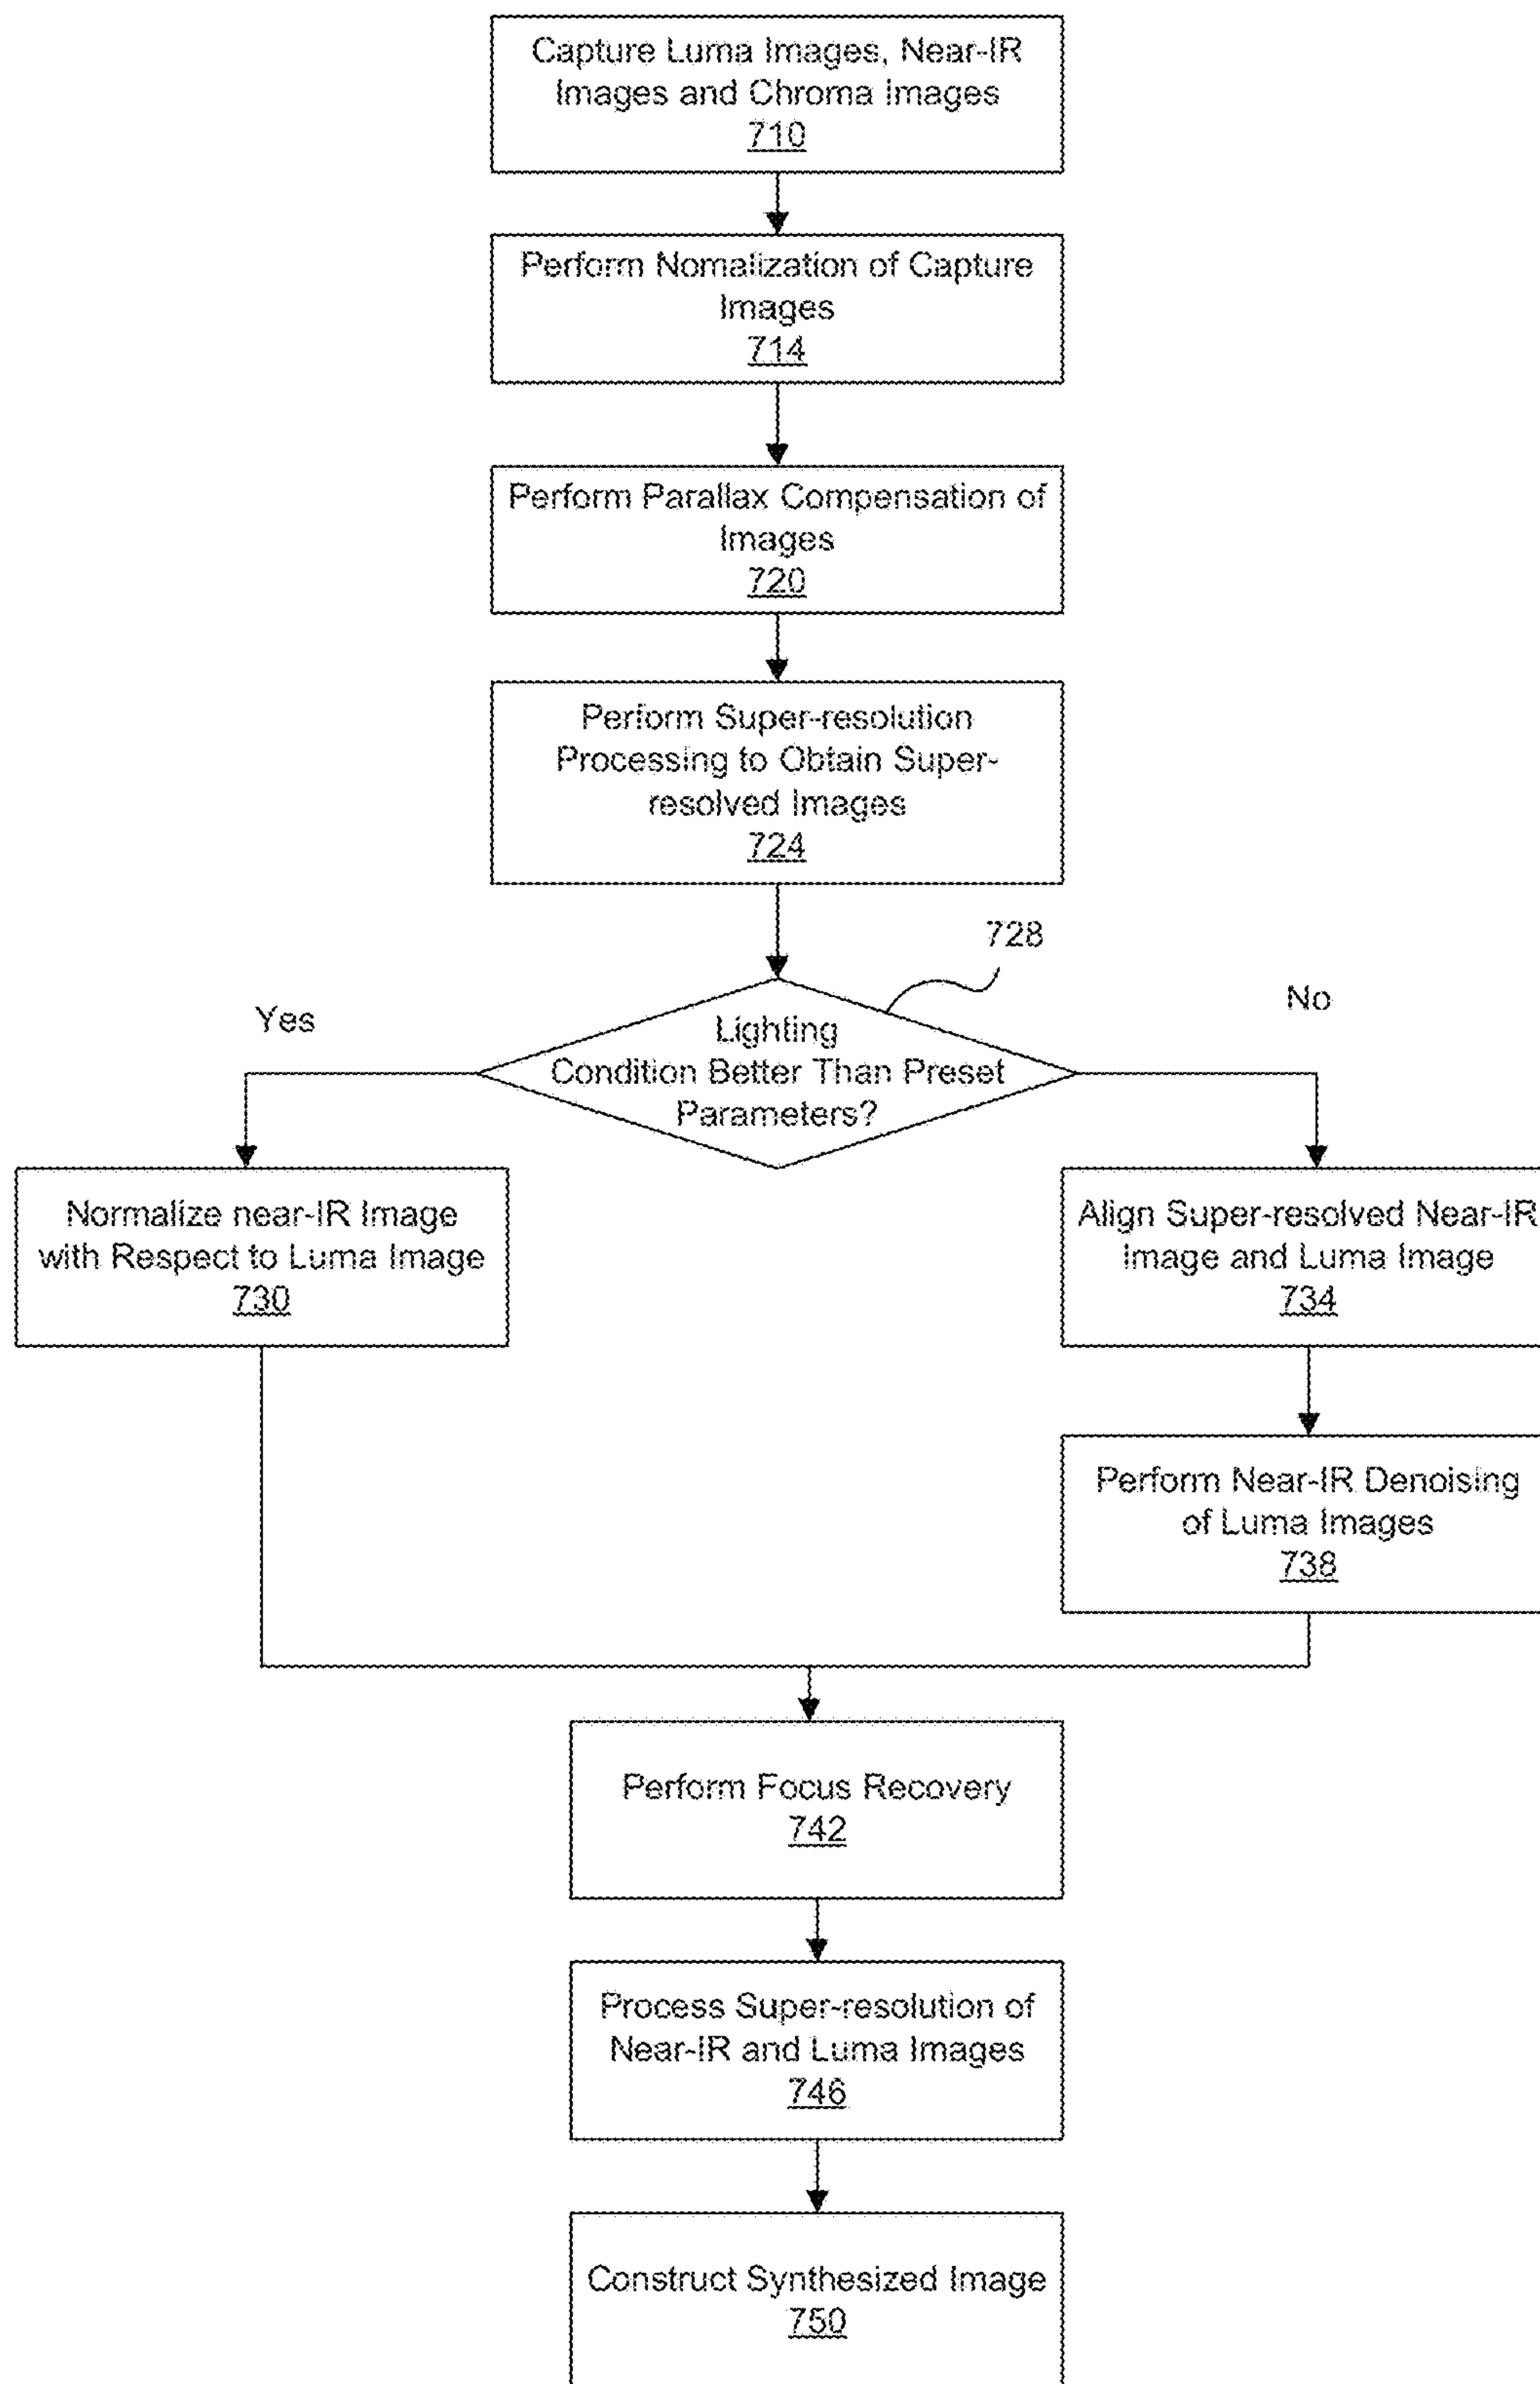 Capture Luma Images, Near-IR
Images and Chroma Images
710
Perform Nomalization of Capture
Images
714
Perform Parallax Compensation of
Images
720
Perform Super-resolution
Processing to Obtain Super-
resolved Images
724
728
Yes
No
Lighting
Condition Better Than Preset
Parameters?
Normalize near-IR Image
with Respect to Luma Image
730
Align Super-resolved Near-IR
Image and Luma Image
734
Perform Near-IR Denoising
of Luma Images
738
Perform Focus Recovery
742
Process Super-resolution of
Near-IR and Luma Images
746
Construct Synthesized Image
750